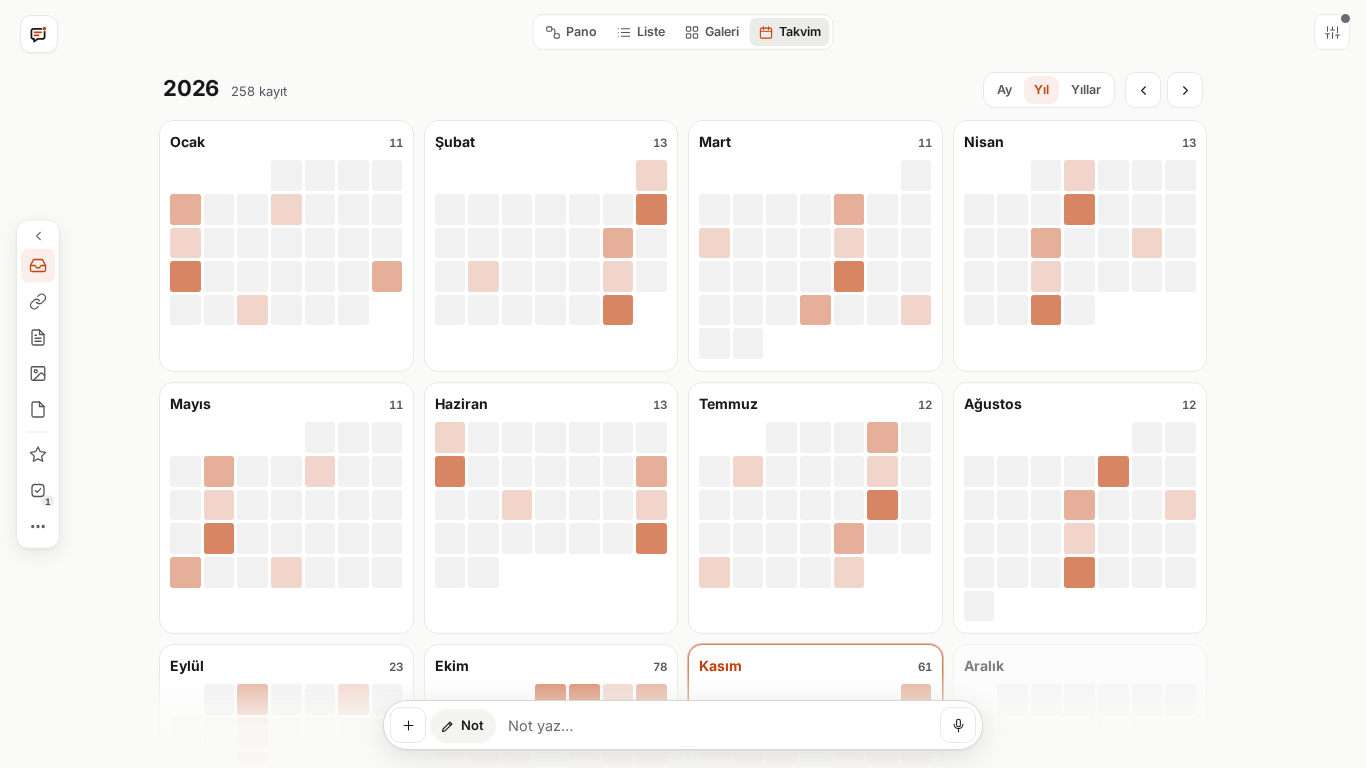 Pano Liste Galeri Takvim
2026 258 kayıt Ay Yıl Yıllar
Ocak 11 Şubat 13 Mart 11 Nisan 13
Mayıs 11 Haziran 13 Temmuz 12 Ağustos 12
1
Eylül 23 Ekim 78 Kasım 61 Aralık
Not Not yaz...